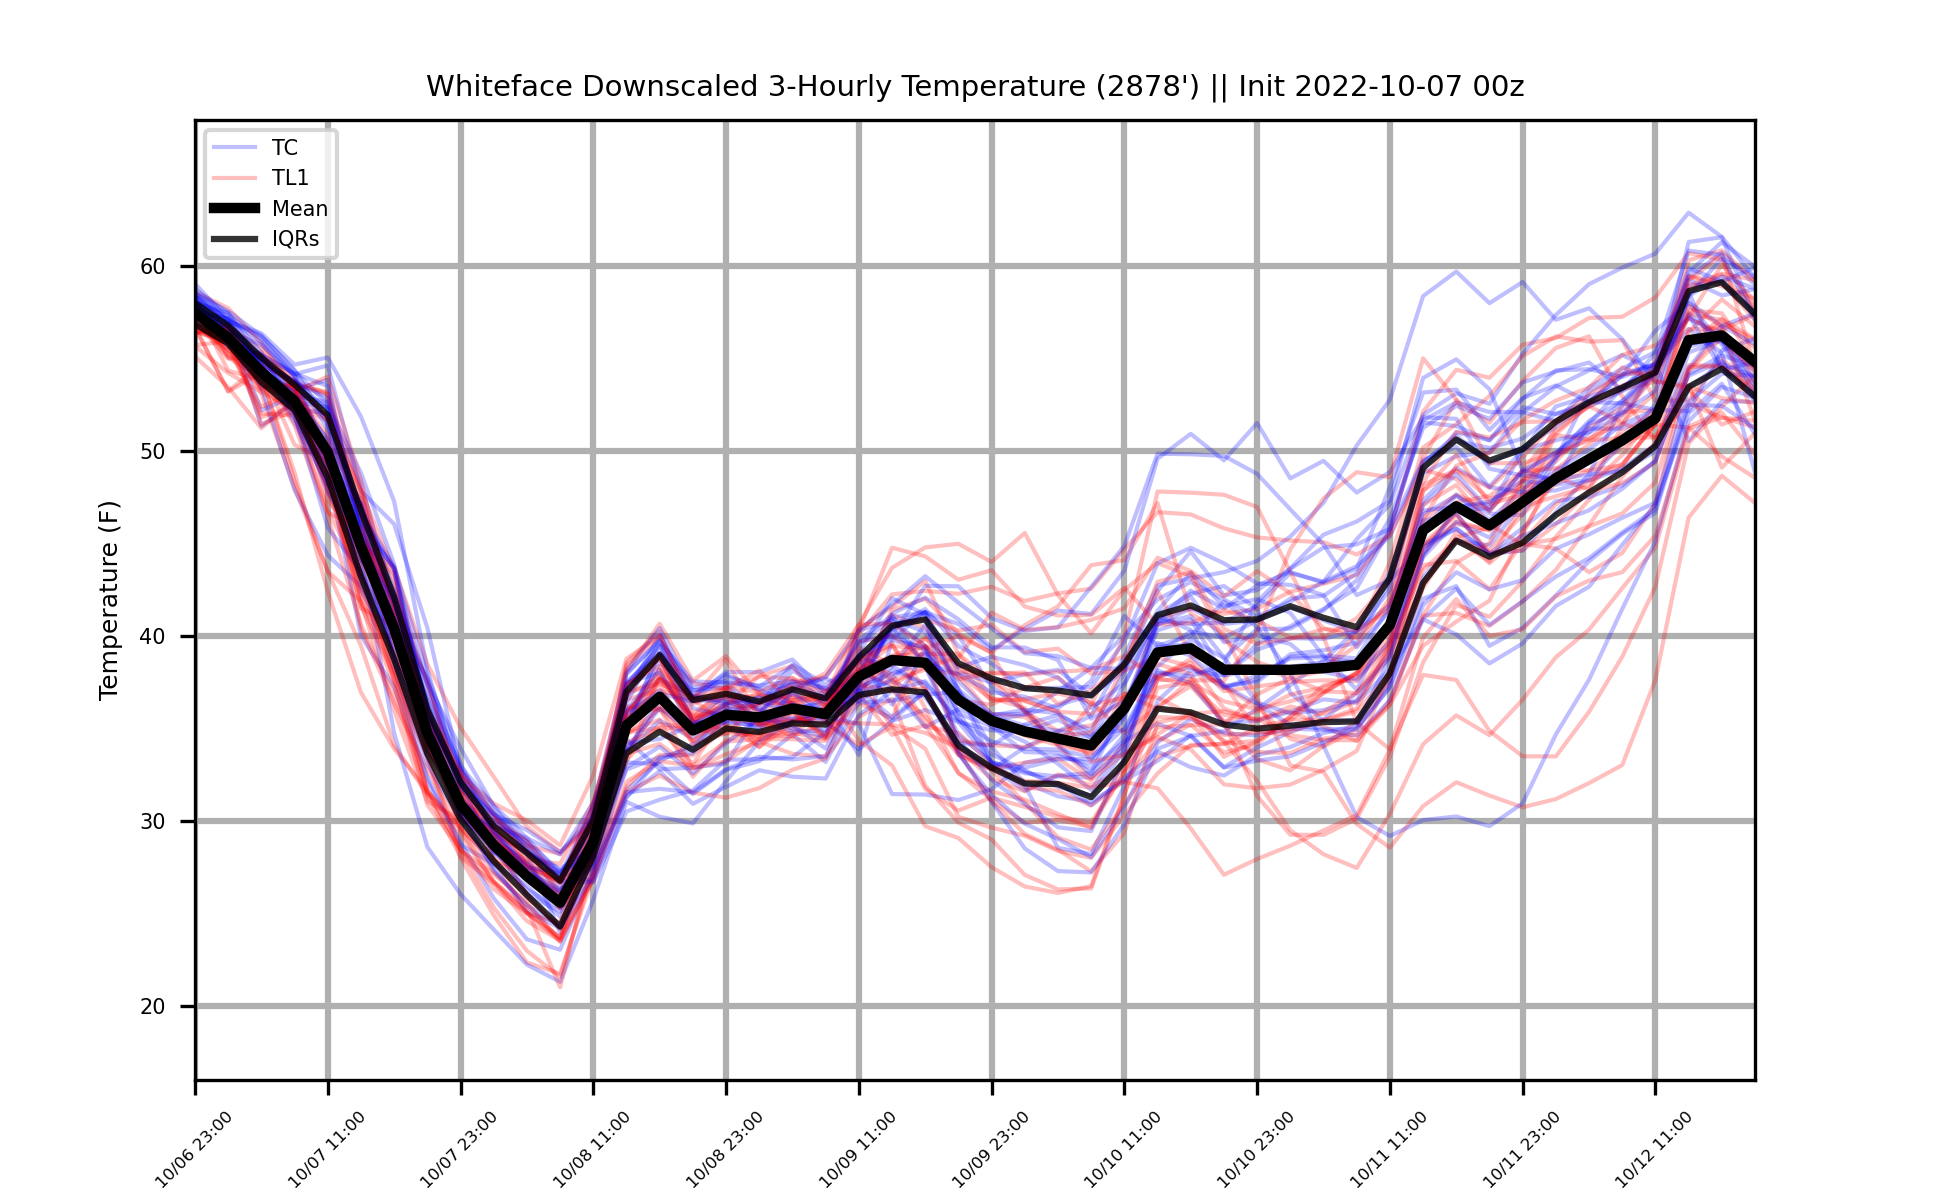 Whiteface Downscaled 3-Hourly Temperature (2878') || Init 2022-10-07 00z
TC
TL1
Mean
IQRs
60
50
40
30
20
Temperature (F)
10/06 23:00
10/07 11:00
10/07 23:00
10/08 11:00
10/08 23:00
10/09 11:00
10/09 23:00
10/10 11:00
10/10 23:00
10/11 11:00
10/11 23:00
10/12 11:00